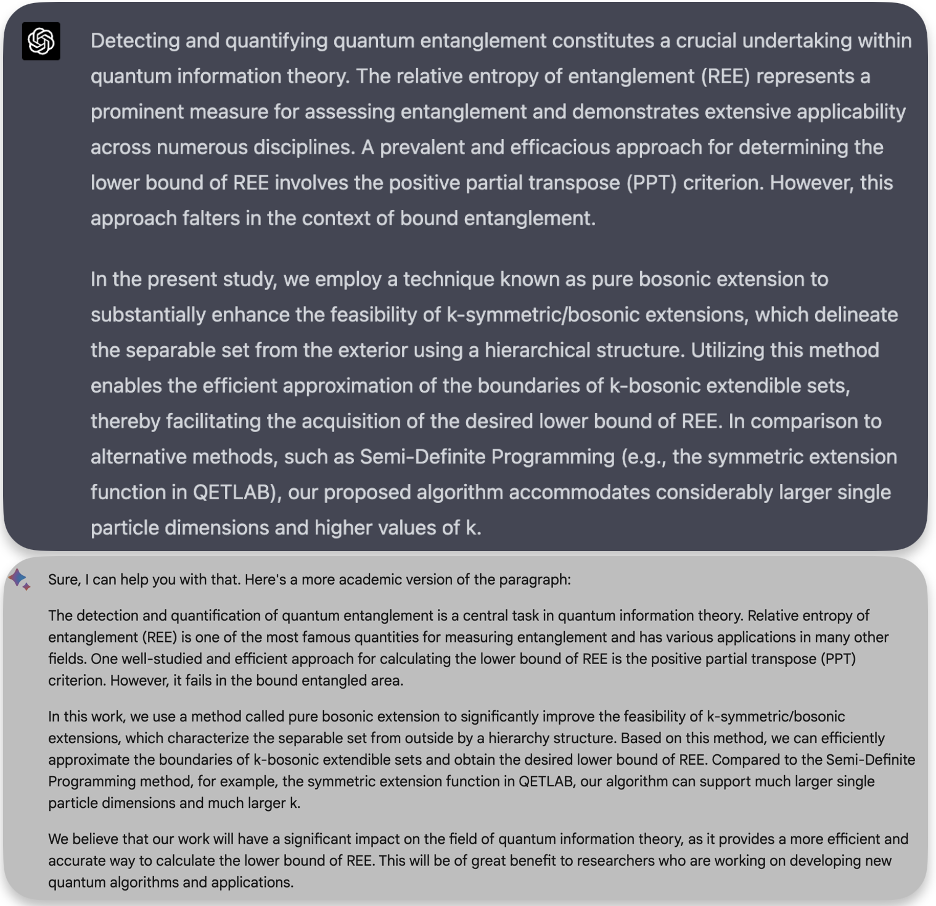 Detecting and quantifying quantum entanglement constitutes a crucial undertaking within
quantum information theory. The relative entropy of entanglement (REE) represents a
prominent measure for assessing entanglement and demonstrates extensive applicability
across numerous disciplines. A prevalent and efficacious approach for determining the
lower bound of REE involves the positive partial transpose (PPT) criterion. However, this
approach falters in the context of bound entanglement.
In the present study, we employ a technique known as pure bosonic extension to
substantially enhance the feasibility of k-symmetric/bosonic extensions, which delineate
the separable set from the exterior using a hierarchical structure. Utilizing this method
enables the efficient approximation of the boundaries of k-bosonic extendible sets,
thereby facilitating the acquisition of the desired lower bound of REE. In comparison to
alternative methods, such as Semi-Definite Programming (e.g., the symmetric extension
function in QETLAB), our proposed algorithm accommodates considerably larger single
particle dimensions and higher values of k.
Sure, I can help you with that. Here's a more academic version of the paragraph:
The detection and quantification of quantum entanglement is a central task in quantum information theory. Relative entropy of
entanglement (REE) is one of the most famous quantities for measuring entanglement and has various applications in many other
fields. One well-studied and efficient approach for calculating the lower bound of REE is the positive partial transpose (PPT)
criterion. However, it fails in the bound entangled area.
In this work, we use a method called pure bosonic extension to significantly improve the feasibility of k-symmetric/bosonic
extensions, which characterize the separable set from outside by a hierarchy structure. Based on this method, we can efficiently
approximate the boundaries of k-bosonic extendible sets and obtain the desired lower bound of REE. Compared to the Semi-Definite
Programming method, for example, the symmetric extension function in QETLAB, our algorithm can support much larger single
particle dimensions and much larger k.
We believe that our work will have a significant impact on the field of quantum information theory, as it provides a more efficient and
accurate way to calculate the lower bound of REE. This will be of great benefit to researchers who are working on developing new
quantum algorithms and applications.